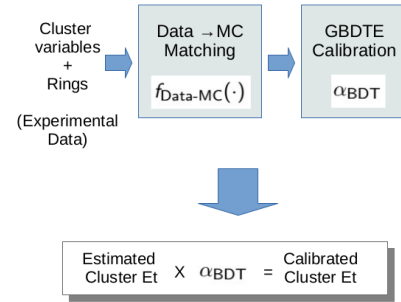 Cluster
variables
+
Rings
(Experimental
Data)
Data →MC
Matching
f_Data-MC(·)
GBDTE
Calibration
α_BDT
Estimated
Cluster Et
X α_BDT =
Calibrated
Cluster Et